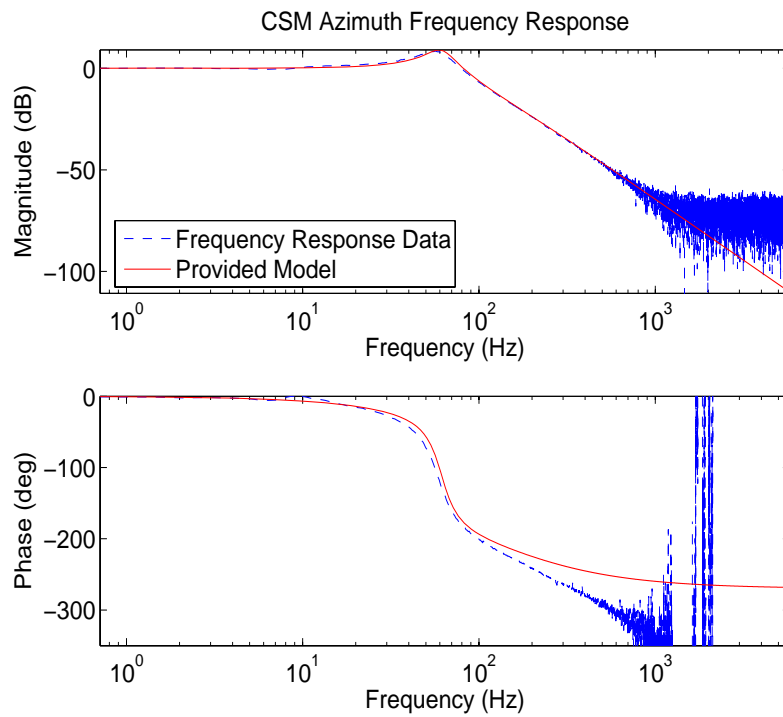 CSM Azimuth Frequency Response
0
−50
−100
Magnitude (dB)
Frequency Response Data
Provided Model
10^0 10^1 10^2 10^3
Frequency (Hz)
0
−100
−200
−300
Phase (deg)
10^0 10^1 10^2 10^3
Frequency (Hz)